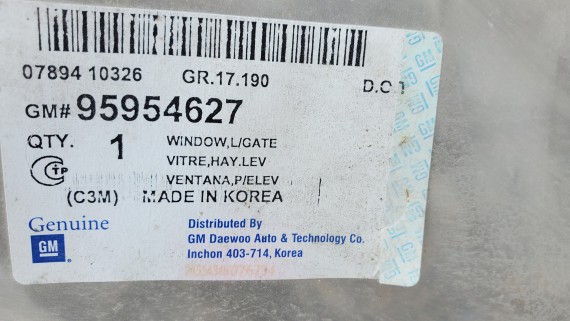 07894 10326 GR.17.190 D.C 1
GM# 95954627
QTY. 1 WINDOW,L/GATE
VITRE,HAY.LEV
VENTANA,P/ELEV
(C3M) MADE IN KOREA
Genuine
GM
Distributed By
GM Daewoo Auto & Technology Co.
Inchon 403-714, Korea